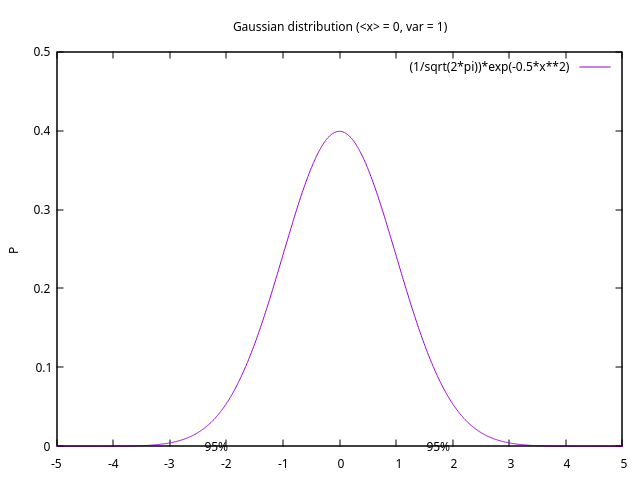 Gaussian distribution (<x> = 0, var = 1)
(1/sqrt(2*pi))*exp(-0.5*x**2)
0.5
0.4
0.3
0.2
0.1
0
P
95% 95%
-5 -4 -3 -2 -1 0 1 2 3 4 5